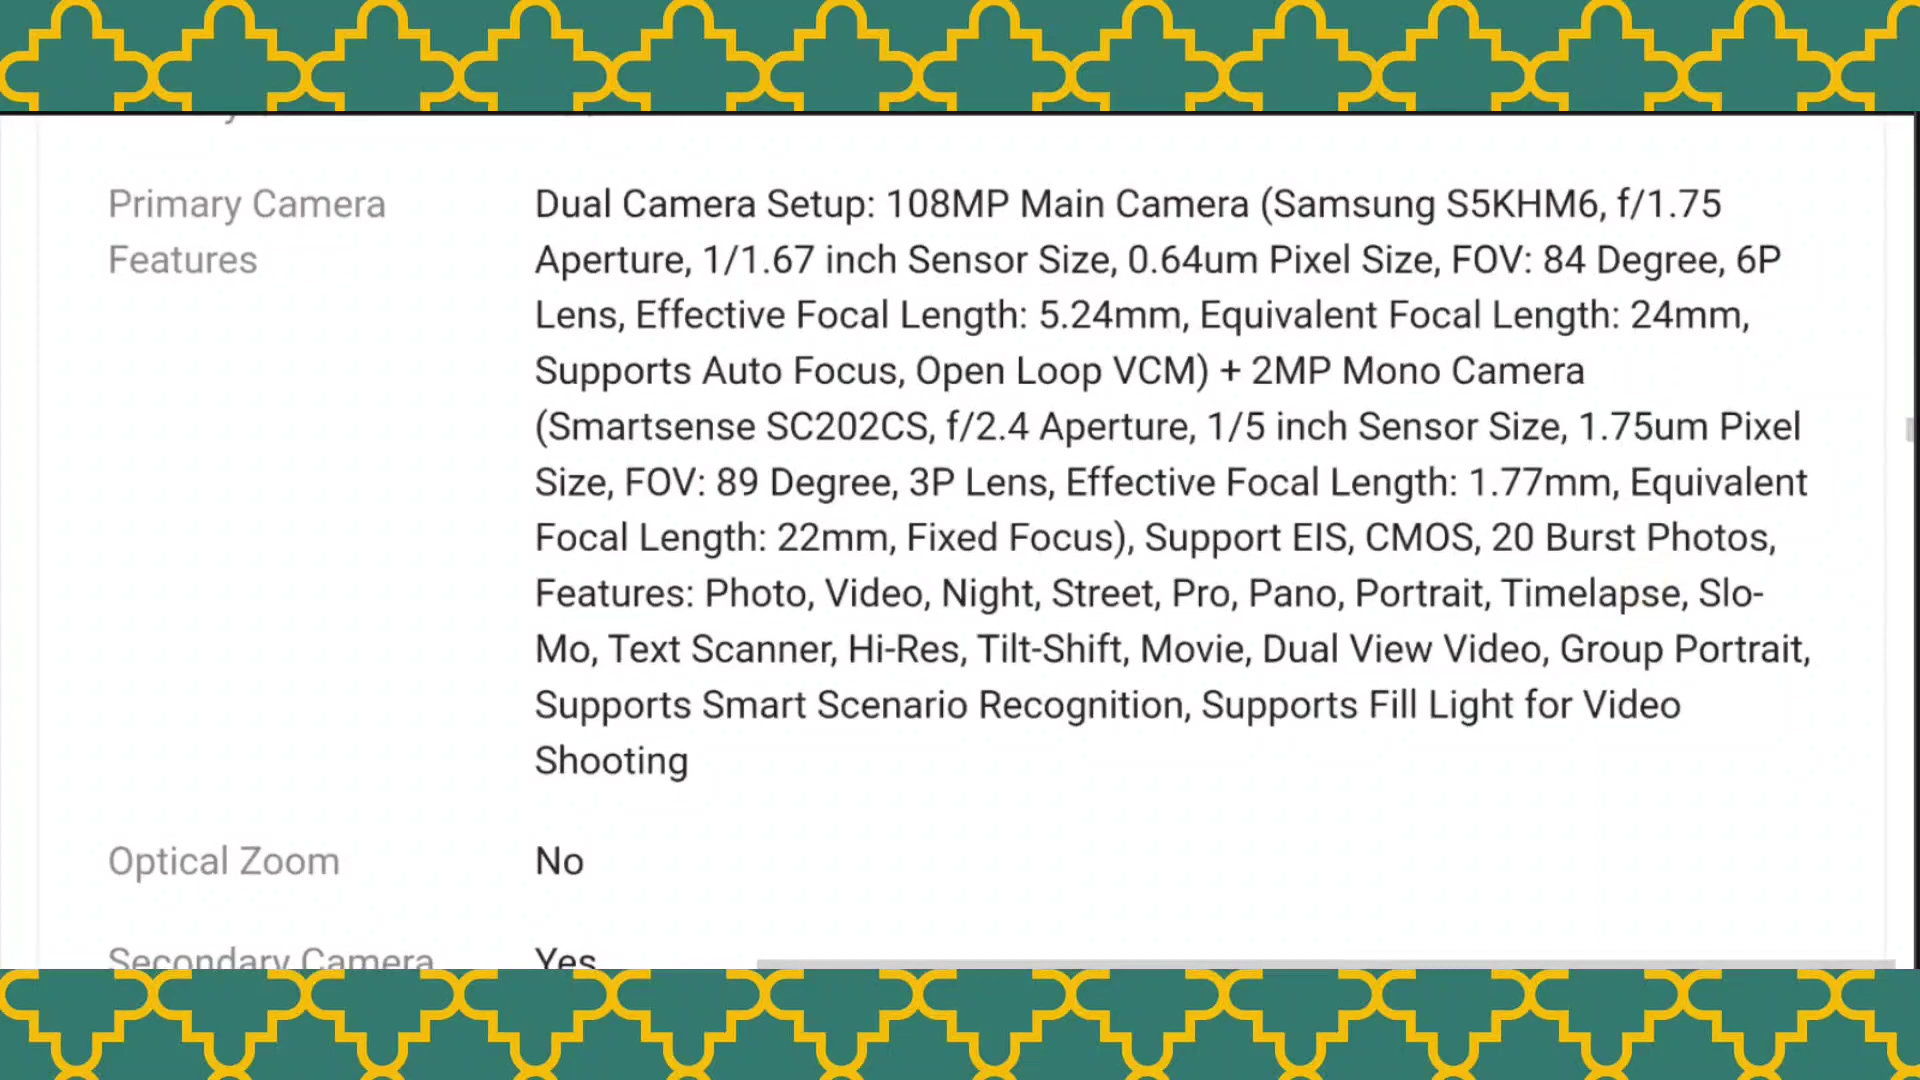 Primary Camera
Features
Dual Camera Setup: 108MP Main Camera (Samsung S5KHM6, f/1.75
Aperture, 1/1.67 inch Sensor Size, 0.64um Pixel Size, FOV: 84 Degree, 6P
Lens, Effective Focal Length: 5.24mm, Equivalent Focal Length: 24mm,
Supports Auto Focus, Open Loop VCM) + 2MP Mono Camera
(Smartsense SC202CS, f/2.4 Aperture, 1/5 inch Sensor Size, 1.75um Pixel
Size, FOV: 89 Degree, 3P Lens, Effective Focal Length: 1.77mm, Equivalent
Focal Length: 22mm, Fixed Focus), Support EIS, CMOS, 20 Burst Photos,
Features: Photo, Video, Night, Street, Pro, Pano, Portrait, Timelapse, Slo-
Mo, Text Scanner, Hi-Res, Tilt-Shift, Movie, Dual View Video, Group Portrait,
Supports Smart Scenario Recognition, Supports Fill Light for Video
Shooting
Optical Zoom
No
Secondary Camera
Yes